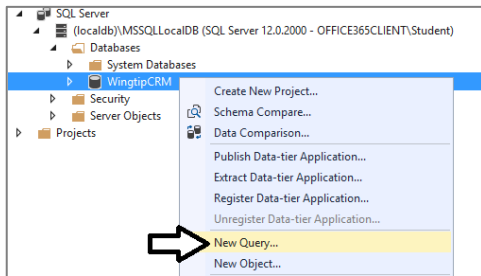 SQL Server
(localdb)\MSSQLLocalDB (SQL Server 12.0.2000 - OFFICE365CLIENT\Student)
Databases
System Databases
WingtipCRM
Create New Project...
Security
Schema Compare...
Server Objects
Data Comparison...
Projects
Publish Data-tier Application...
Extract Data-tier Application...
Register Data-tier Application...
Unregister Data-tier Application...
New Query...
New Object...